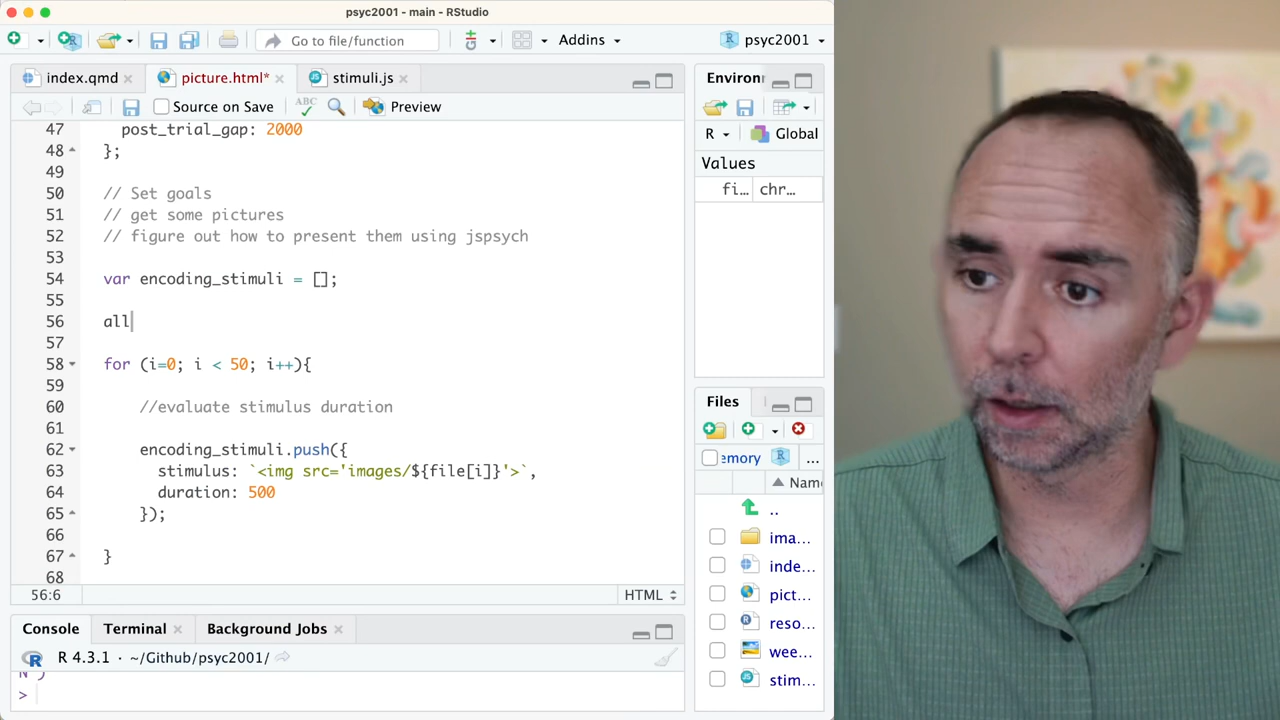 psyc2001 - main - RStudio
Go to file/function
Addins
psyc2001
index.qmd
picture.html*
stimuli.js
Source on Save
ABC
Preview
47 post_trial_gap: 2000
48 };
49
50 // Set goals
51 // get some pictures
52 // figure out how to present them using jspsych
53
54 var encoding_stimuli = [];
55
56 all
57
58 for (i=0; i < 50; i++){
59
60 //evaluate stimulus duration
61
62 encoding_stimuli.push({
63 stimulus: `<img src='images/${file[i]}'>`,
64 duration: 500
65 });
66
67 }
68
56:6
HTML
Console
Terminal
Background Jobs
R 4.3.1 · ~/Github/psyc2001/
>
Environ
R
Global
Values
fi…
chr…
Files
emory
...
Name
..
ima...
inde...
pict...
reso...
wee...
stim...